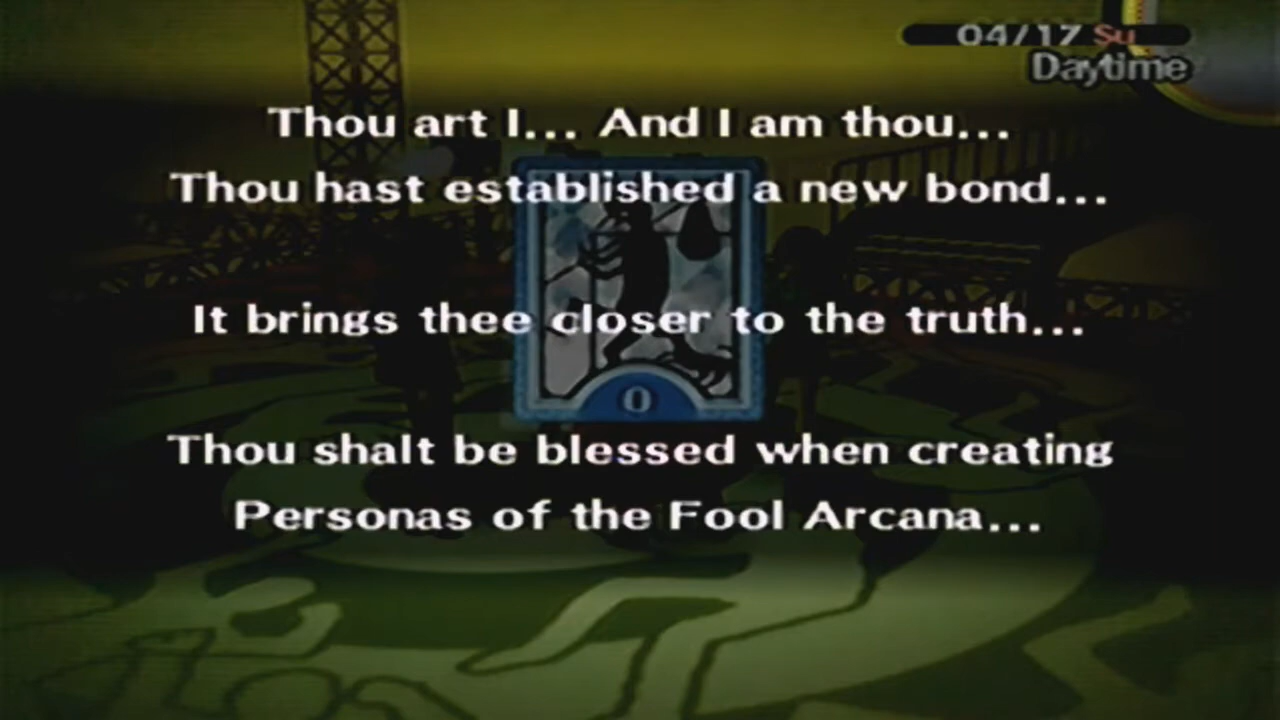 04/17 Su
Daytime
Thou art I... And I am thou...
Thou hast established a new bond...
It brings thee closer to the truth...
0
Thou shalt be blessed when creating
Personas of the Fool Arcana...